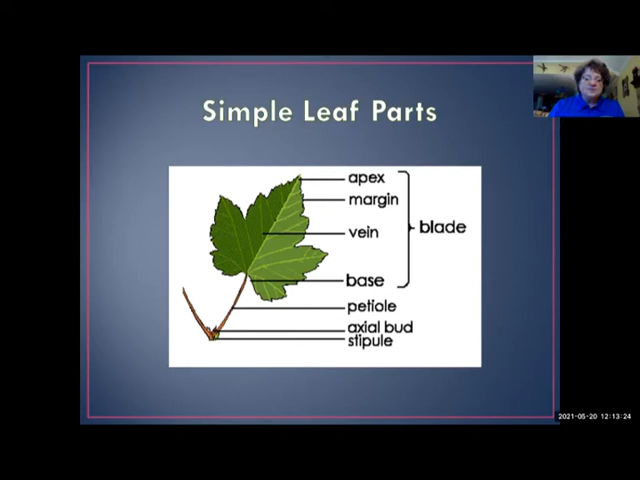 Simple Leaf Parts
apex
margin
vein
blade
base
petiole
axial bud
stipule
2021-05-20 12:13:24